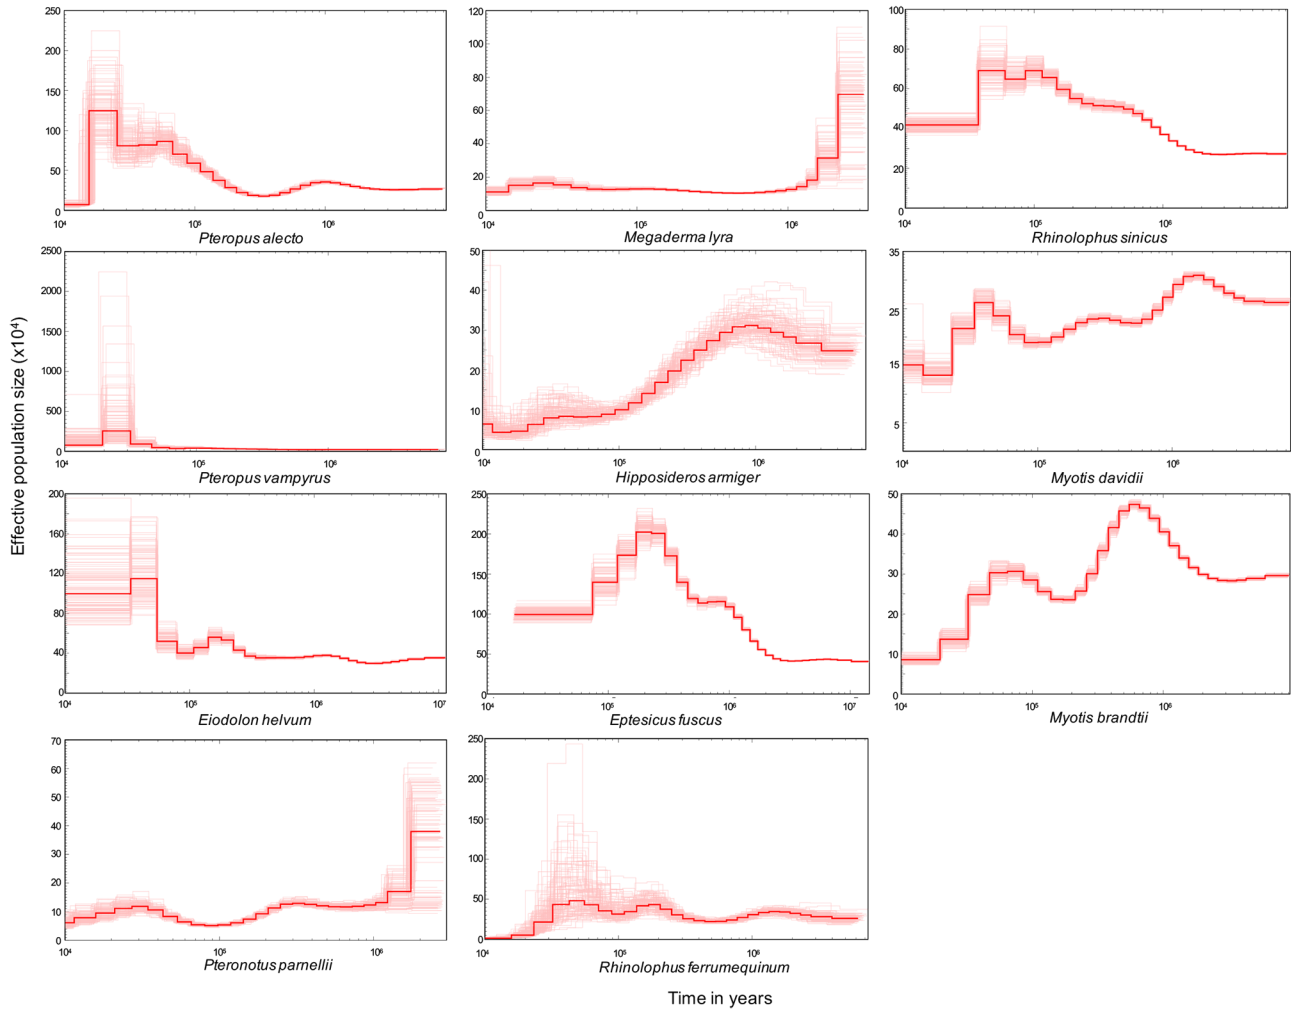 Effective population size (x10⁴)
250
200
150
100
50
0
10⁴ 10⁵ 10⁶
Pteropus alecto
120
100
80
60
40
20
0
10⁴ 10⁵ 10⁶
Megaderma lyra
100
80
60
40
20
0
10⁴ 10⁵ 10⁶
Rhinolophus sinicus
2500
2000
1500
1000
500
0
10⁴ 10⁵ 10⁶
Pteropus vampyrus
50
40
30
20
10
0
10⁴ 10⁵ 10⁶
Hipposideros armiger
35
25
15
5
10⁴ 10⁵ 10⁶
Myotis davidii
200
160
120
80
40
0
10⁴ 10⁵ 10⁶ 10⁷
Eiodolon helvum
250
200
150
100
50
0
10⁴ 10⁶ 10⁷
Eptesicus fuscus
50
40
30
20
10
0
10⁴ 10⁵ 10⁶
Myotis brandtii
70
60
50
40
30
20
10
0
10⁴ 10⁵ 10⁶
Pteronotus parnellii
250
200
150
100
50
0
10⁴ 10⁵ 10⁶
Rhinolophus ferrumequinum
Time in years